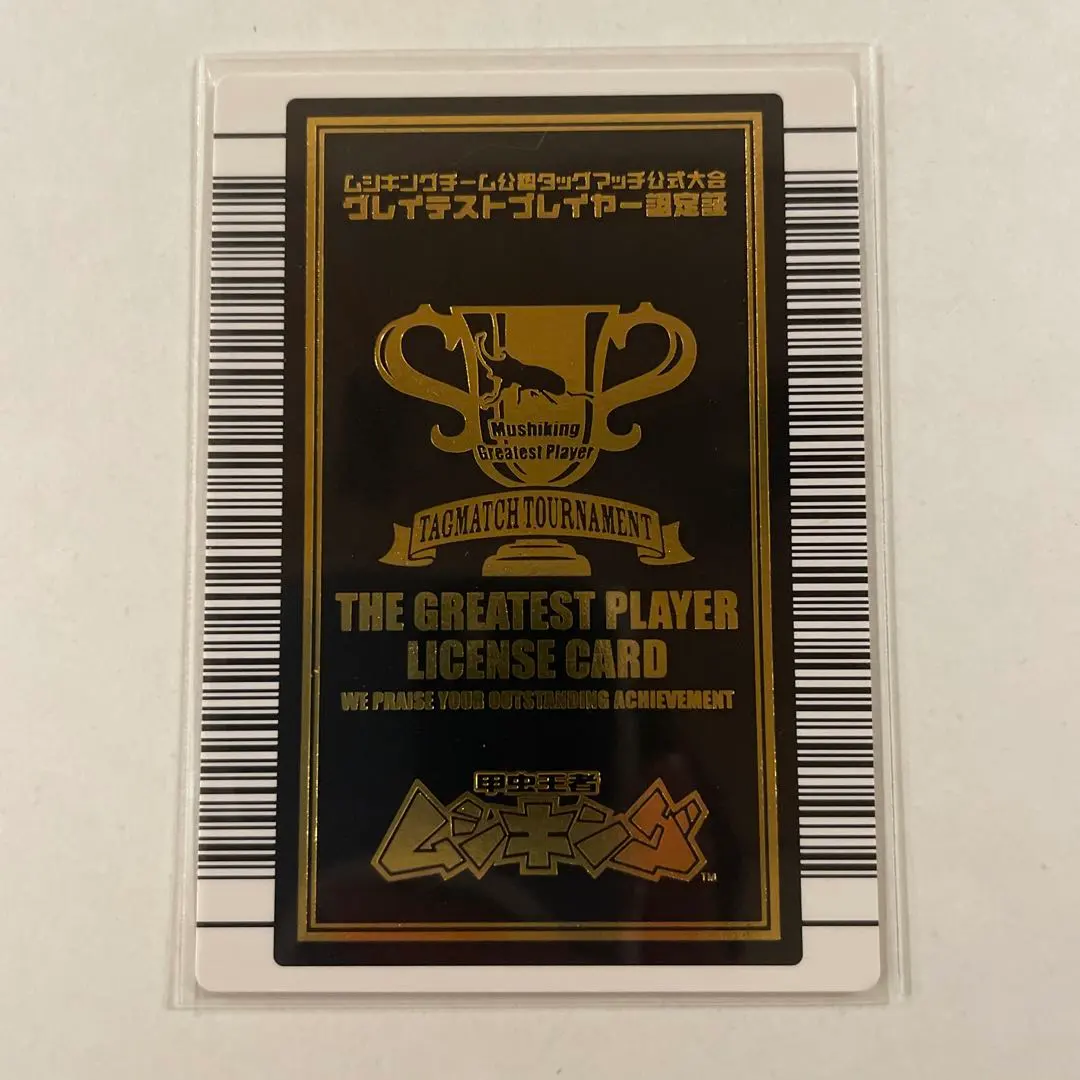 ムシキングチーム公認タッグマッチ公式大会
グレイテストプレイヤー認定証
Mushiking
Greatest Player
TAGMATCH TOURNAMENT
THE GREATEST PLAYER
LICENSE CARD
WE PRAISE YOUR OUTSTANDING ACHIEVEMENT
甲虫王者
ムシキング
TM